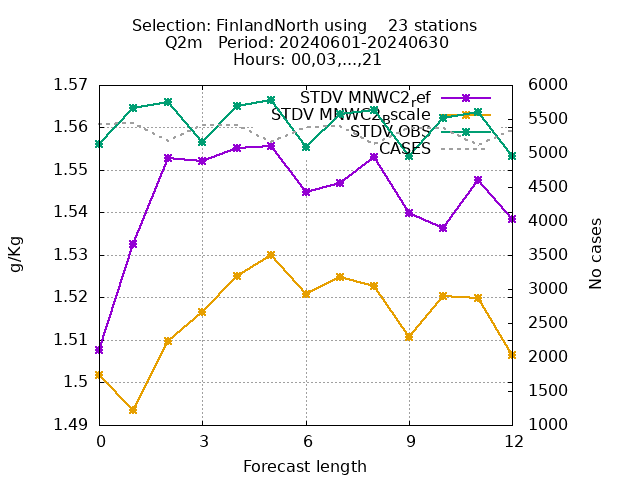 Selection: FinlandNorth using    23 stations
Q2m   Period: 20240601-20240630
Hours: 00,03,...,21
1.57
1.56
1.55
1.54
1.53
1.52
1.51
1.5
1.49
6000
5500
5000
4500
4000
3500
3000
2500
2000
1500
1000
STDV MNWC2ref
STDV MNWC2Bscale
STDV OBS
CASES
g/Kg
No cases
0
3
6
9
12
Forecast length